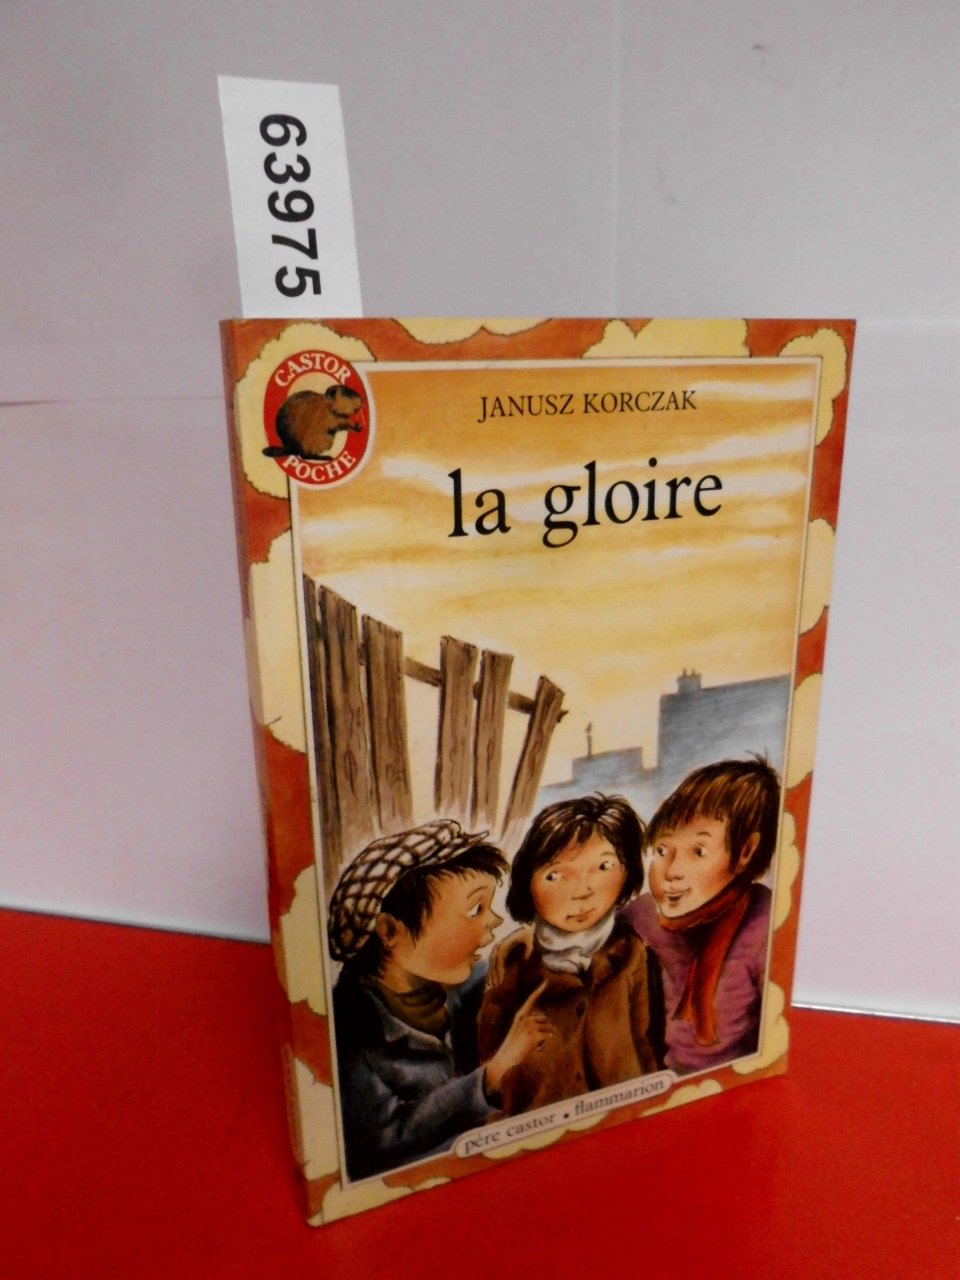 63975
CASTOR
POCHE
JANUSZ KORCZAK
la gloire
père castor • flammarion